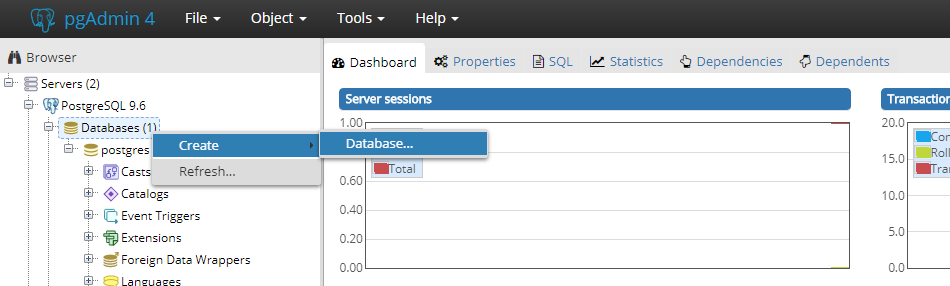 pgAdmin 4 File Object Tools Help
Browser
Dashboard Properties SQL Statistics Dependencies Dependents
Servers (2)
PostgreSQL 9.6
Databases (1)
postgres
Casts
Catalogs
Event Triggers
Extensions
Foreign Data Wrappers
Languages
Create
Refresh...
Database...
Server sessions
1.00
0.60
0.40
0.20
0.00
Total
Transaction
20.0
15.0
10.0
5.0
0.0
Con
Roll
Tra